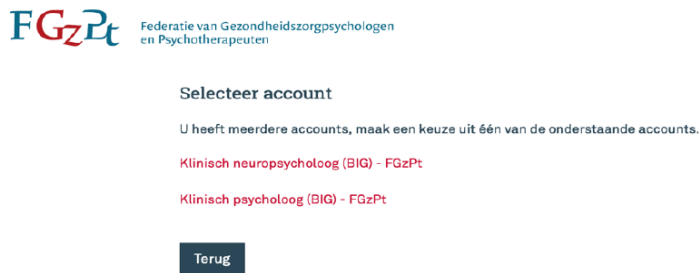 FGzPt Federatie van Gezondheidszorgpsychologen
en Psychotherapeuten
Selecteer account
U heeft meerdere accounts, maak een keuze uit één van de onderstaande accounts.
Klinisch neuropsycholoog (BIG) - FGzPt
Klinisch psycholoog (BIG) - FGzPt
Terug